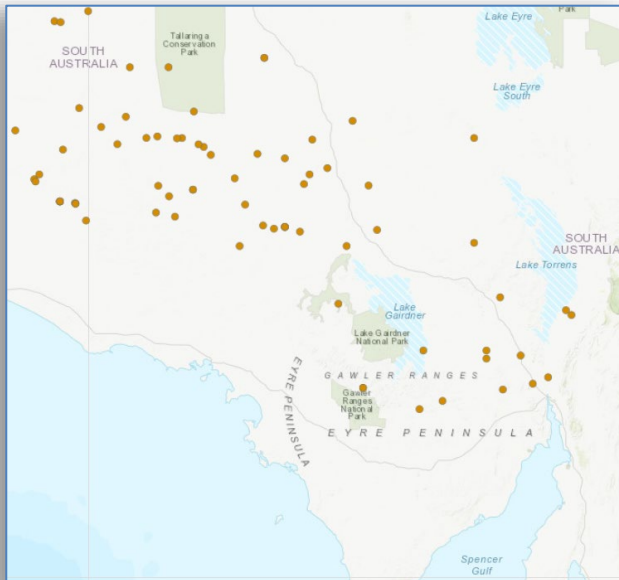 Lake Eyre
Park
Tallaringa
Conservation
Park
SOUTH
AUSTRALIA
Lake Eyre
South
SOUTH
AUSTRALIA
Lake Torrens
Lake
Gairdner
Lake Gairdner
National Park
GAWLER RANGES
EYRE PENINSULA
Gawler
Ranges
National
Park
EYRE PENINSULA
Spencer
Gulf